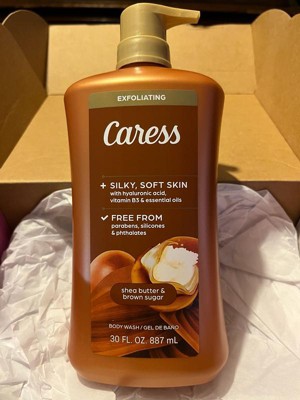 EXFOLIATING
Caress
+ SILKY, SOFT SKIN
with hyaluronic acid,
vitamin B3 & essential oils
✓ FREE FROM
parabens, silicones
& phthalates
shea butter &
brown sugar
BODY WASH / GEL DE BAÑO
30 FL. OZ. 887 mL